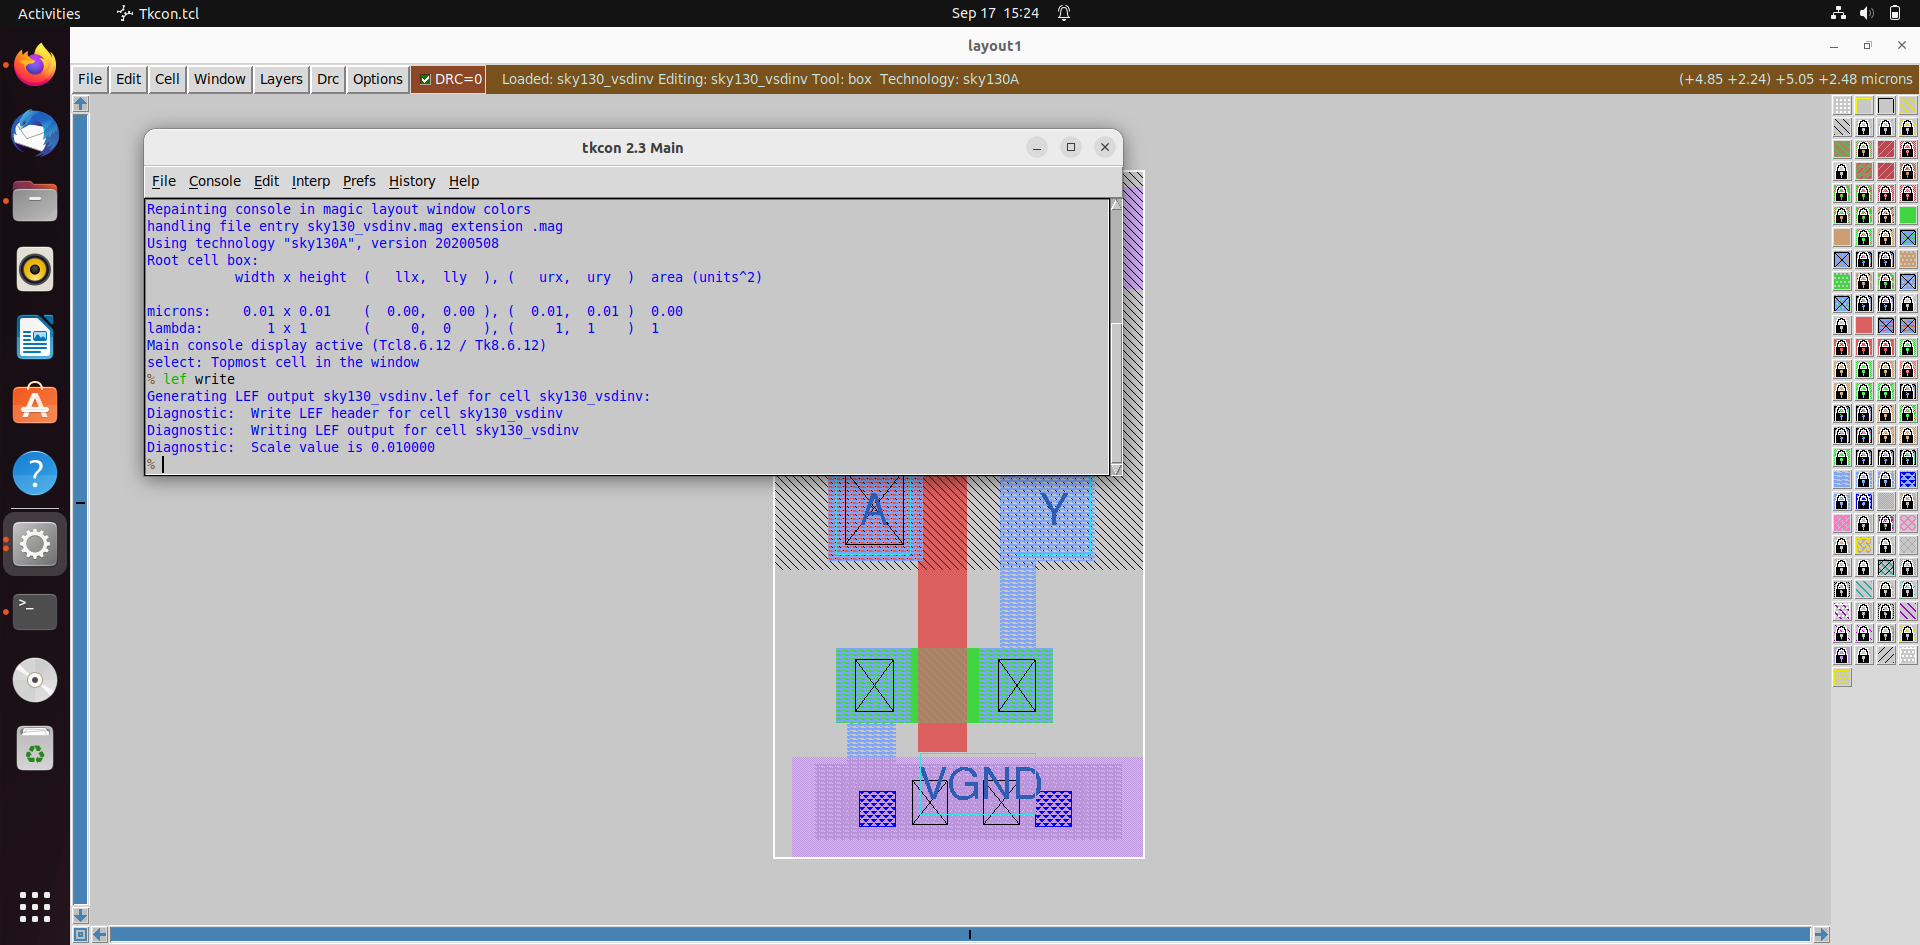 Activities Tkcon.tcl Sep 17 15:24
layout1
File Edit Cell Window Layers Drc Options DRC=0 Loaded: sky130_vsdinv Editing: sky130_vsdinv Tool: box Technology: sky130A (+4.85 +2.24) +5.05 +2.48 microns
tkcon 2.3 Main
File Console Edit Interp Prefs History Help
Repainting console in magic layout window colors
handling file entry sky130_vsdinv.mag extension .mag
Using technology "sky130A", version 20200508
Root cell box:
width x height ( llx, lly ), ( urx, ury ) area (units^2)
microns: 0.01 x 0.01 ( 0.00, 0.00 ), ( 0.01, 0.01 ) 0.00
lambda: 1 x 1 ( 0, 0 ), ( 1, 1 ) 1
Main console display active (Tcl8.6.12 / Tk8.6.12)
select: Topmost cell in the window
% lef write
Generating LEF output sky130_vsdinv.lef for cell sky130_vsdinv:
Diagnostic: Write LEF header for cell sky130_vsdinv
Diagnostic: Writing LEF output for cell sky130_vsdinv
Diagnostic: Scale value is 0.010000
%
A Y
VGND